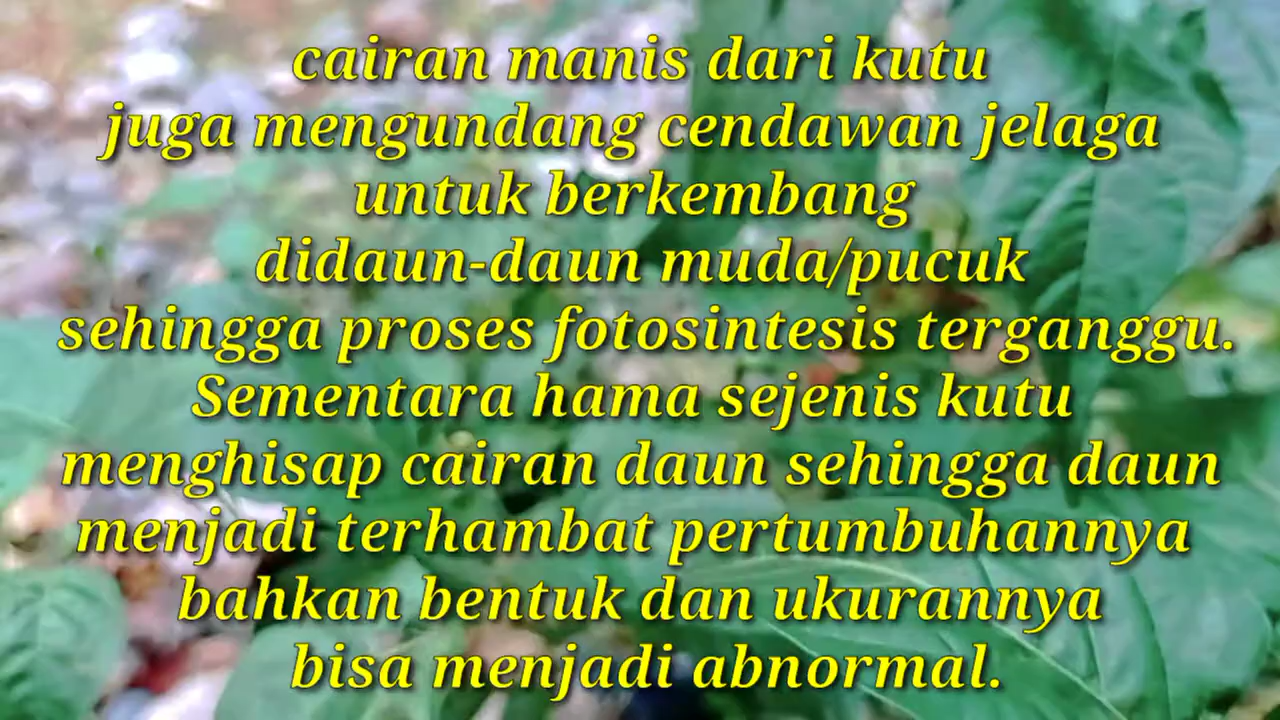 cairan manis dari kutu
juga mengundang cendawan jelaga
untuk berkembang
didaun-daun muda/pucuk
sehingga proses fotosintesis terganggu.
Sementara hama sejenis kutu
menghisap cairan daun sehingga daun
menjadi terhambat pertumbuhannya
bahkan bentuk dan ukurannya
bisa menjadi abnormal.